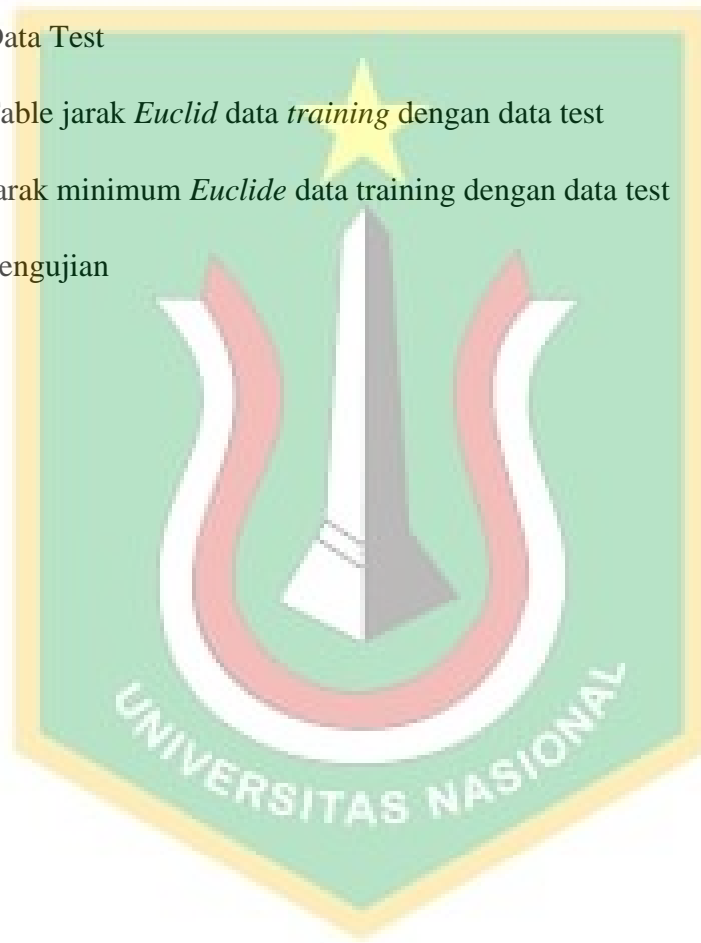 Data Test
able jarak Euclid data training dengan data test
arak minimum Euclide data training dengan data test
engujian
UNIVERSITAS NASIONAL